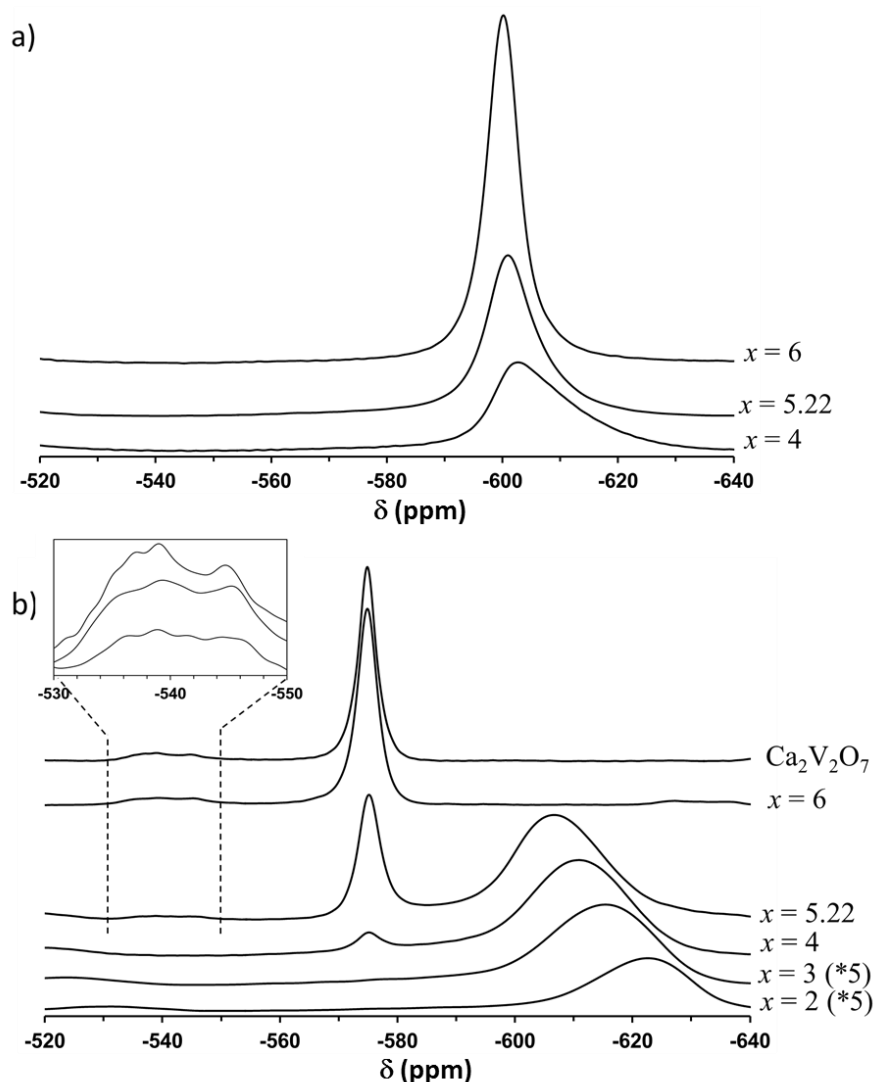 a)
x = 6
x = 5.22
x = 4
-520 -540 -560 -580 -600 -620 -640
δ (ppm)
b)
-530 -540 -550
Ca₂V₂O₇
x = 6
x = 5.22
x = 4
x = 3 (*5)
x = 2 (*5)
-520 -540 -560 -580 -600 -620 -640
δ (ppm)